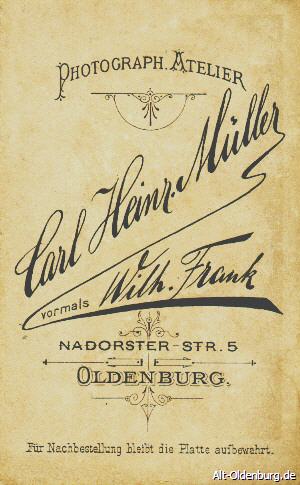 PHOTOGRAPH. ATELIER
Carl Heinr. Müller
vormals Wilh. Frank
NADORSTER-STR. 5
OLDENBURG.
Für Nachbestellung bleibt die Platte aufbewahrt.
Alt-Oldenburg.de